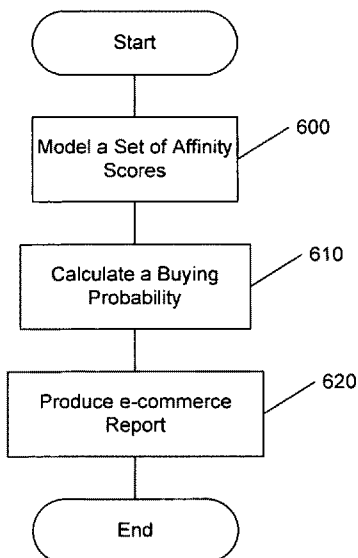 Start
Model a Set of Affinity
Scores
600
Calculate a Buying
Probability
610
Produce e-commerce
Report
620
End